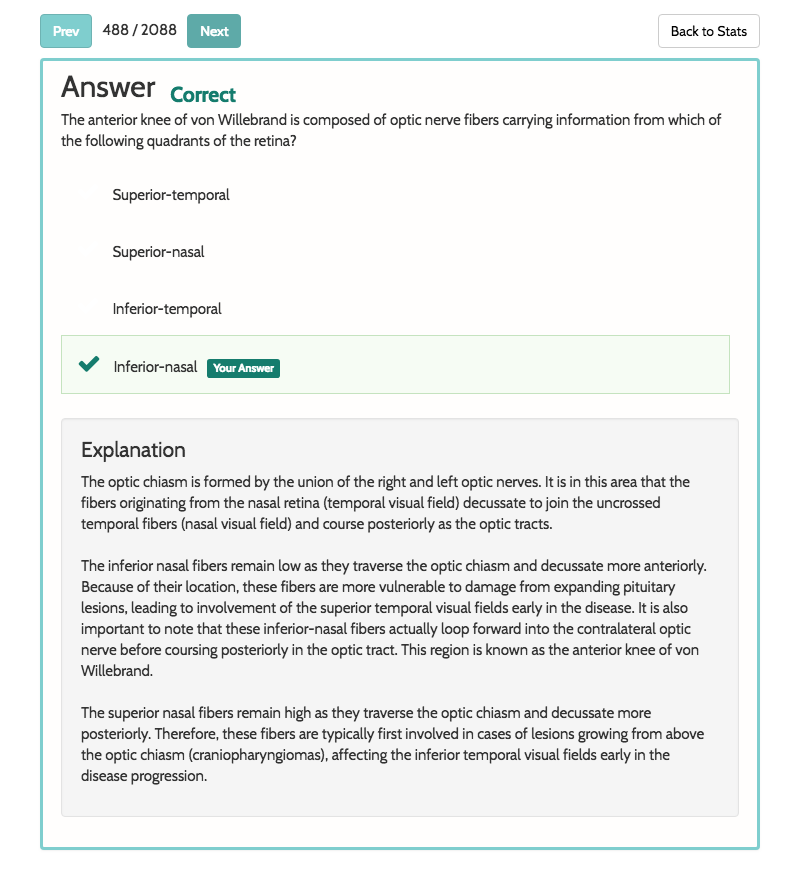 Prev 488 / 2088 Next Back to Stats
Answer Correct
The anterior knee of von Willebrand is composed of optic nerve fibers carrying information from which of
the following quadrants of the retina?
Superior-temporal
Superior-nasal
Inferior-temporal
Inferior-nasal Your Answer
Explanation
The optic chiasm is formed by the union of the right and left optic nerves. It is in this area that the
fibers originating from the nasal retina (temporal visual field) decussate to join the uncrossed
temporal fibers (nasal visual field) and course posteriorly as the optic tracts.
The inferior nasal fibers remain low as they traverse the optic chiasm and decussate more anteriorly.
Because of their location, these fibers are more vulnerable to damage from expanding pituitary
lesions, leading to involvement of the superior temporal visual fields early in the disease. It is also
important to note that these inferior-nasal fibers actually loop forward into the contralateral optic
nerve before coursing posteriorly in the optic tract. This region is known as the anterior knee of von
Willebrand.
The superior nasal fibers remain high as they traverse the optic chiasm and decussate more
posteriorly. Therefore, these fibers are typically first involved in cases of lesions growing from above
the optic chiasm (craniopharyngiomas), affecting the inferior temporal visual fields early in the
disease progression.